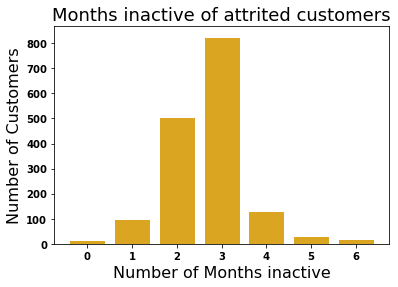 Months inactive of attrited customers
Number of Customers
800
700
600
500
400
300
200
100
0
0 1 2 3 4 5 6
Number of Months inactive